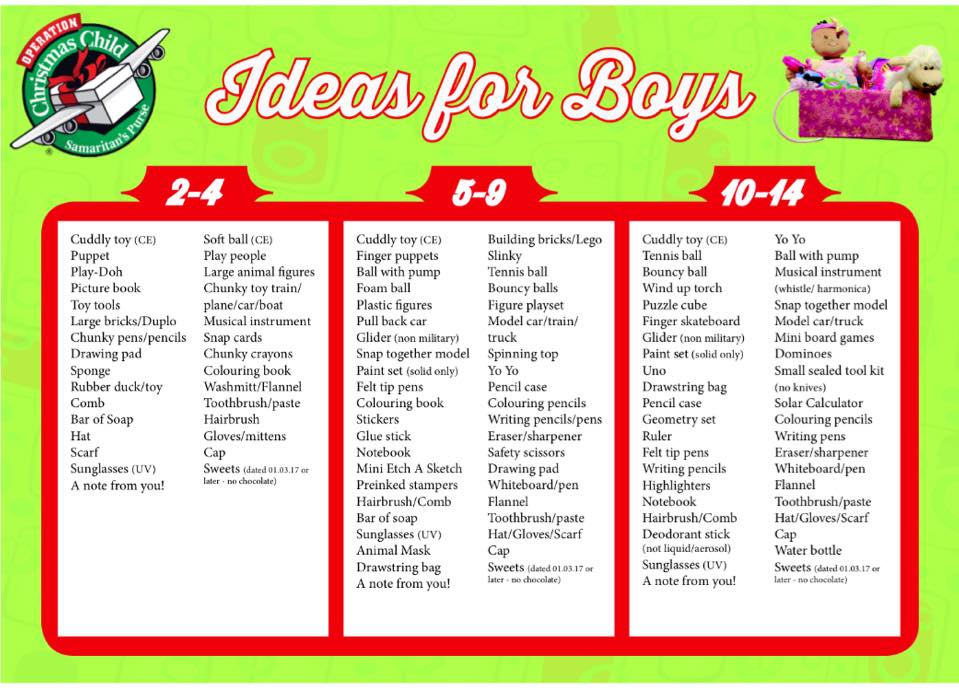 OPERATION
Christmas Child
Samaritan's Purse
®
Ideas for Boys
2-4
Cuddly toy (CE)
Puppet
Play-Doh
Picture book
Toy tools
Large bricks/Duplo
Chunky pens/pencils
Drawing pad
Sponge
Rubber duck/toy
Comb
Bar of Soap
Hat
Scarf
Sunglasses (UV)
A note from you!
Soft ball (CE)
Play people
Large animal figures
Chunky toy train/
plane/car/boat
Musical instrument
Snap cards
Chunky crayons
Colouring book
Washmitt/Flannel
Toothbrush/paste
Hairbrush
Gloves/mittens
Cap
Sweets (dated 01.03.17 or
later - no chocolate)
5-9
Cuddly toy (CE)
Finger puppets
Ball with pump
Foam ball
Plastic figures
Pull back car
Glider (non military)
Snap together model
Paint set (solid only)
Felt tip pens
Colouring book
Stickers
Glue stick
Notebook
Mini Etch A Sketch
Preinked stampers
Hairbrush/Comb
Bar of soap
Sunglasses (UV)
Animal Mask
Drawstring bag
A note from you!
Building bricks/Lego
Slinky
Tennis ball
Bouncy balls
Figure playset
Model car/train/
truck
Spinning top
Yo Yo
Pencil case
Colouring pencils
Writing pencils/pens
Eraser/sharpener
Safety scissors
Drawing pad
Whiteboard/pen
Flannel
Toothbrush/paste
Hat/Gloves/Scarf
Cap
Sweets (dated 01.03.17 or
later - no chocolate)
10-14
Cuddly toy (CE)
Tennis ball
Bouncy ball
Wind up torch
Puzzle cube
Finger skateboard
Glider (non military)
Paint set (solid only)
Uno
Drawstring bag
Pencil case
Geometry set
Ruler
Felt tip pens
Writing pencils
Highlighters
Notebook
Hairbrush/Comb
Deodorant stick
(not liquid/aerosol)
Sunglasses (UV)
A note from you!
Yo Yo
Ball with pump
Musical instrument
(whistle/ harmonica)
Snap together model
Model car/truck
Mini board games
Dominoes
Small sealed tool kit
(no knives)
Solar Calculator
Colouring pencils
Writing pens
Eraser/sharpener
Whiteboard/pen
Flannel
Toothbrush/paste
Hat/Gloves/Scarf
Cap
Water bottle
Sweets (dated 01.03.17 or
later - no chocolate)